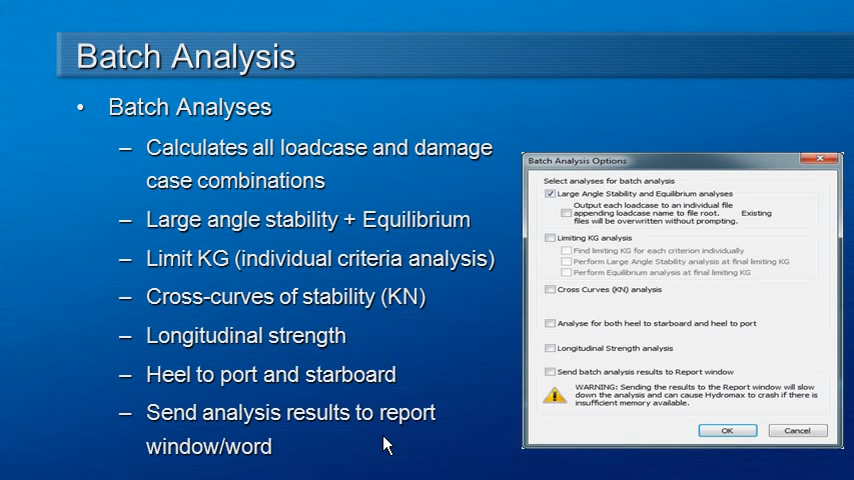 Batch Analysis
• Batch Analyses
– Calculates all loadcase and damage
case combinations
– Large angle stability + Equilibrium
– Limit KG (individual criteria analysis)
– Cross-curves of stability (KN)
– Longitudinal strength
– Heel to port and starboard
– Send analysis results to report
window/word
Batch Analysis Options
Select analyses for batch analysis
Large Angle Stability and Equilibrium analyses
Output each loadcase to an individual file
appending loadcase name to file root. Existing
files will be overwritten without prompting.
Limiting KG analysis
Find limiting KG for each criterion individually
Perform Large Angle Stability analysis at final limiting KG
Perform Equilibrium analysis at final limiting KG
Cross Curves (KN) analysis
Analyse for both heel to starboard and heel to port
Longitudinal Strength analysis
Send batch analysis results to Report window
WARNING: Sending the results to the Report window will slow
down the analysis and can cause Hydromax to crash if there is
insufficient memory available.
OK Cancel